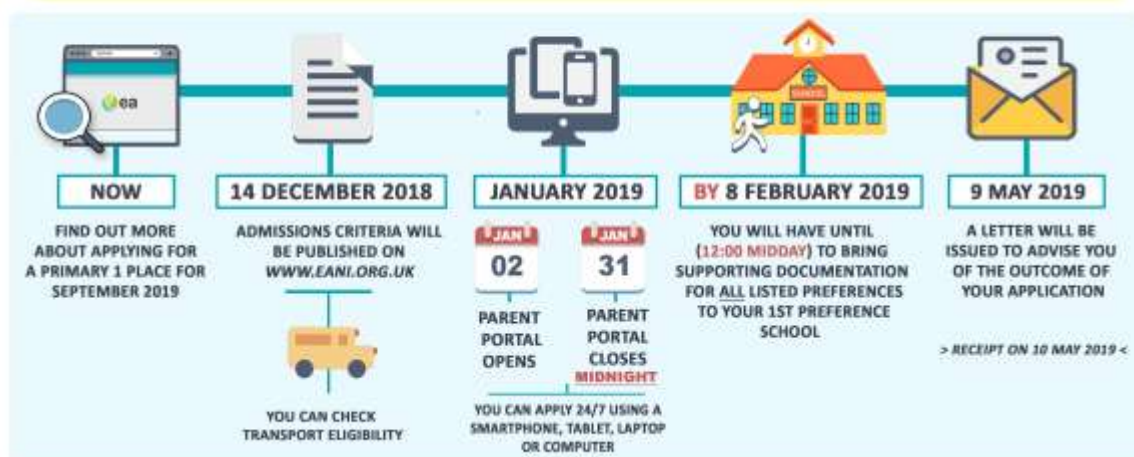 ea
NOW
FIND OUT MORE
ABOUT APPLYING FOR
A PRIMARY 1 PLACE FOR
SEPTEMBER 2019
14 DECEMBER 2018
ADMISSIONS CRITERIA WILL
BE PUBLISHED ON
WWW.EANI.ORG.UK
YOU CAN CHECK
TRANSPORT ELIGIBILITY
JANUARY 2019
JAN
02
PARENT
PORTAL
OPENS
JAN
31
PARENT
PORTAL
CLOSES
MIDNIGHT
YOU CAN APPLY 24/7 USING A
SMARTPHONE, TABLET, LAPTOP
OR COMPUTER
SCHOOL
BY 8 FEBRUARY 2019
YOU WILL HAVE UNTIL
(12:00 MIDDAY) TO BRING
SUPPORTING DOCUMENTATION
FOR ALL LISTED PREFERENCES
TO YOUR 1ST PREFERENCE
SCHOOL
9 MAY 2019
A LETTER WILL BE
ISSUED TO ADVISE YOU
OF THE OUTCOME OF
YOUR APPLICATION
> RECEIPT ON 10 MAY 2019 <